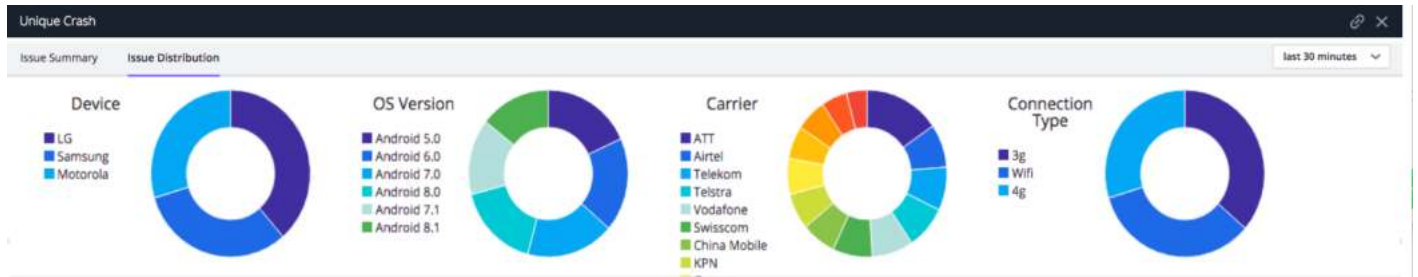 Unique Crash
Issue Summary
Issue Distribution
last 30 minutes
Device
LG
Samsung
Motorola
OS Version
Android 5.0
Android 6.0
Android 7.0
Android 8.0
Android 7.1
Android 8.1
Carrier
ATT
Airtel
Telekom
Telstra
Vodafone
Swisscom
China Mobile
KPN
Connection
Type
3g
Wifi
4g